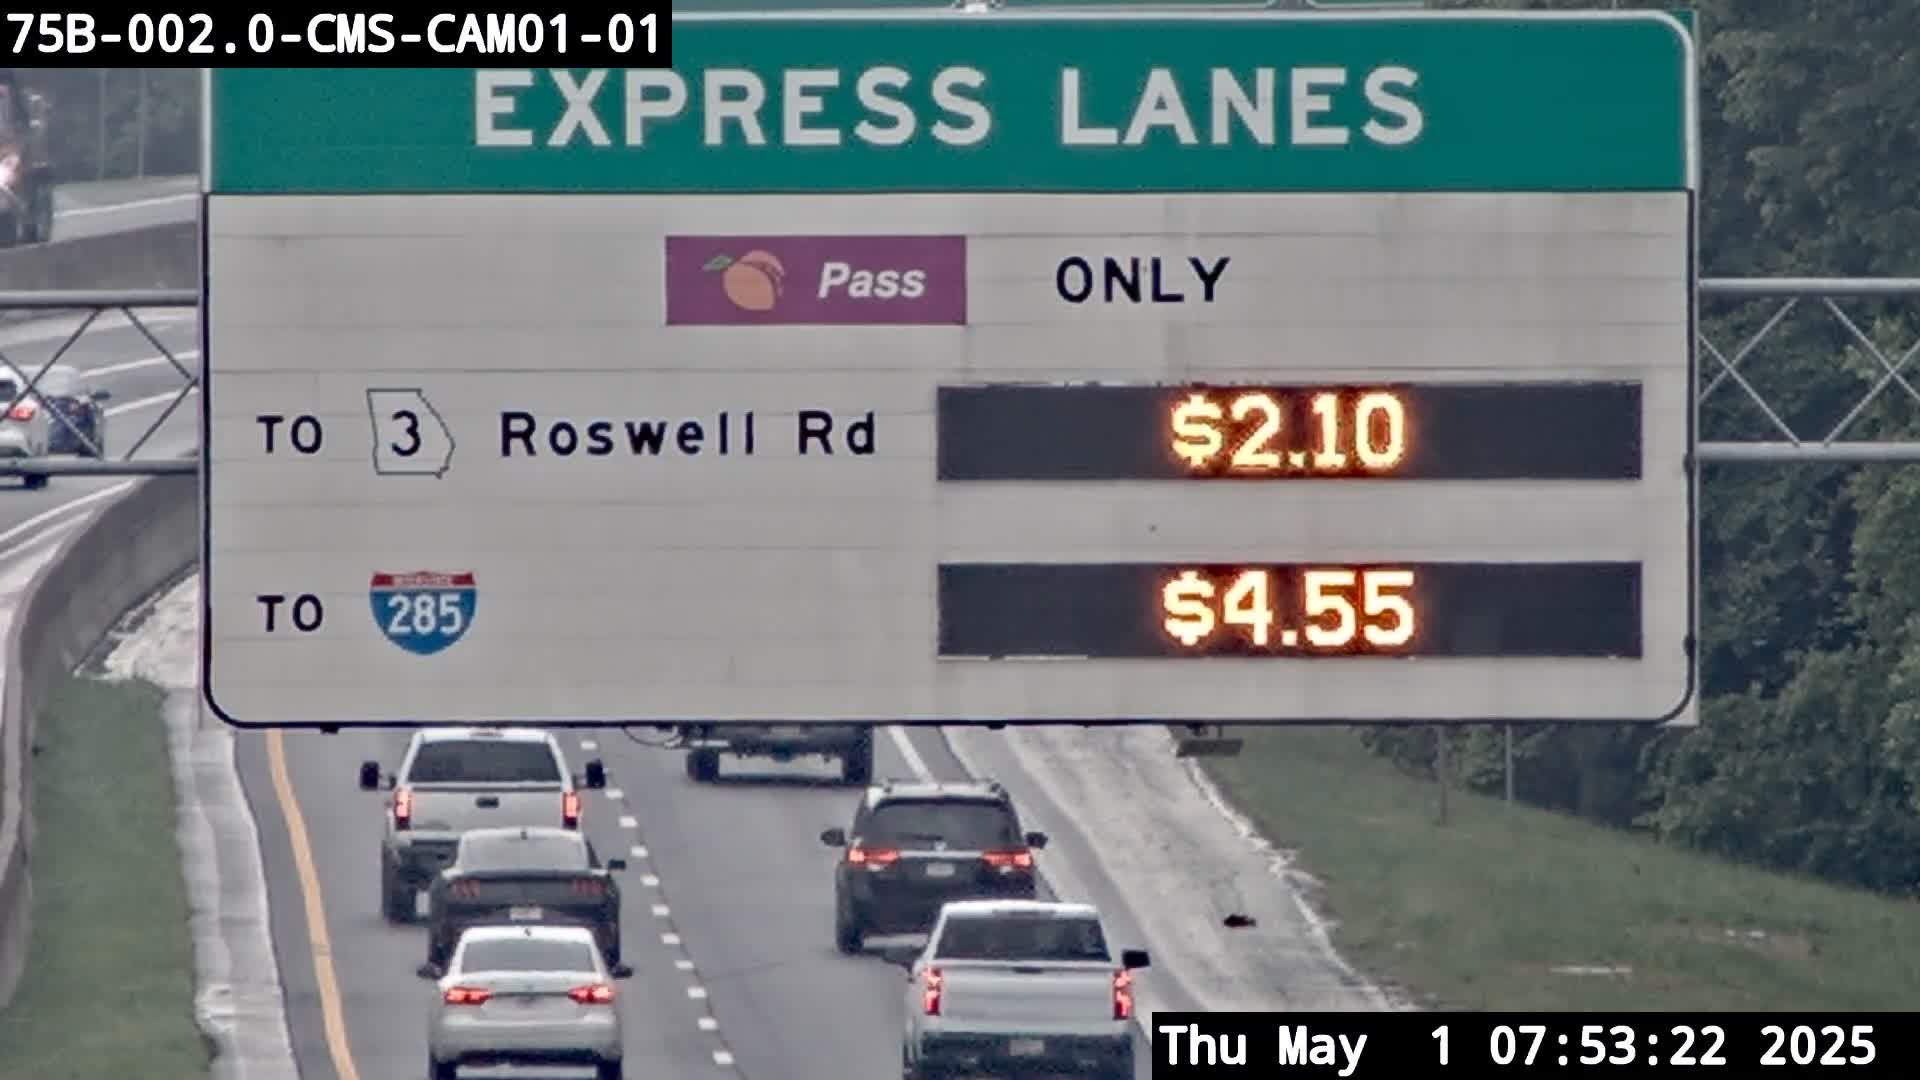 75B-002.0-CMS-CAM01-01
EXPRESS LANES
Pass ONLY
TO 3 Roswell Rd $2.10
INTERSTATE
TO 285 $4.55
Thu May 1 07:53:22 2025